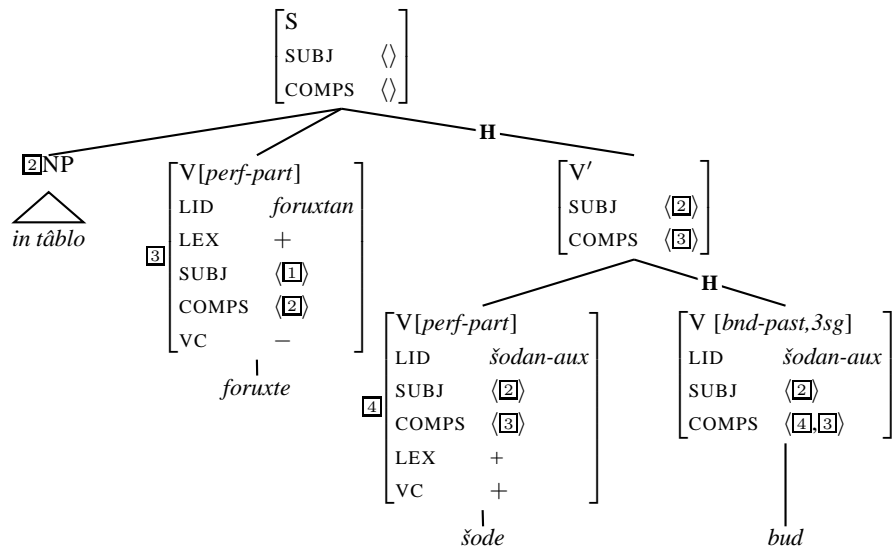 S
SUBJ ⟨⟩
COMPS ⟨⟩
H
2 NP
in tâblo
3
V[perf-part]
LID foruxtan
LEX +
SUBJ ⟨1⟩
COMPS ⟨2⟩
VC −
foruxte
V′
SUBJ ⟨2⟩
COMPS ⟨3⟩
H
4
V[perf-part]
LID šodan-aux
SUBJ ⟨2⟩
COMPS ⟨3⟩
LEX +
VC +
šode
V [bnd-past,3sg]
LID šodan-aux
SUBJ ⟨2⟩
COMPS ⟨4,3⟩
bud